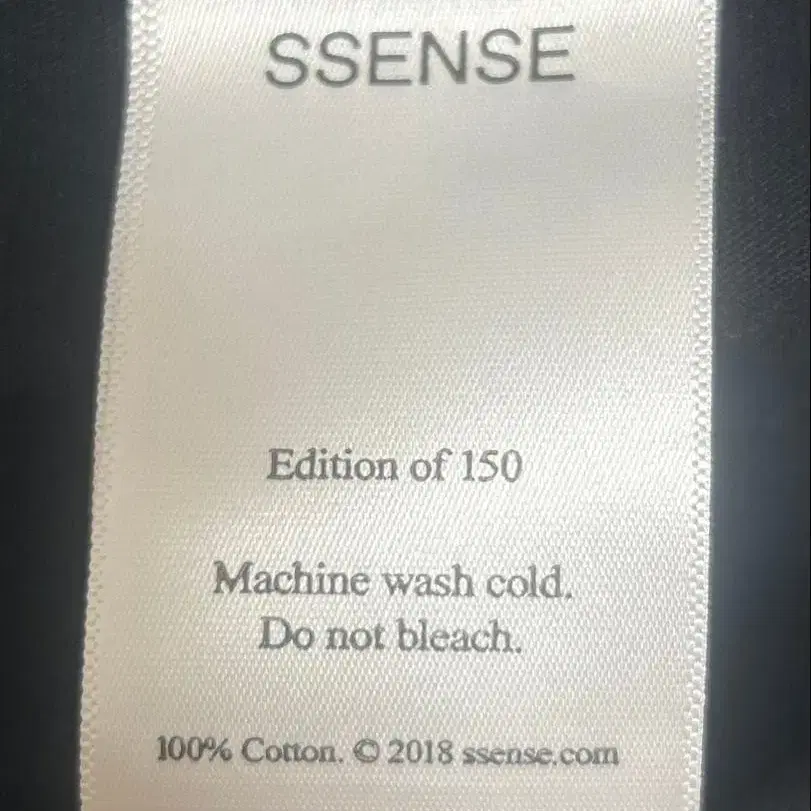 SSENSE
Edition of 150
Machine wash cold.
Do not bleach.
100% Cotton. © 2018 ssense.com